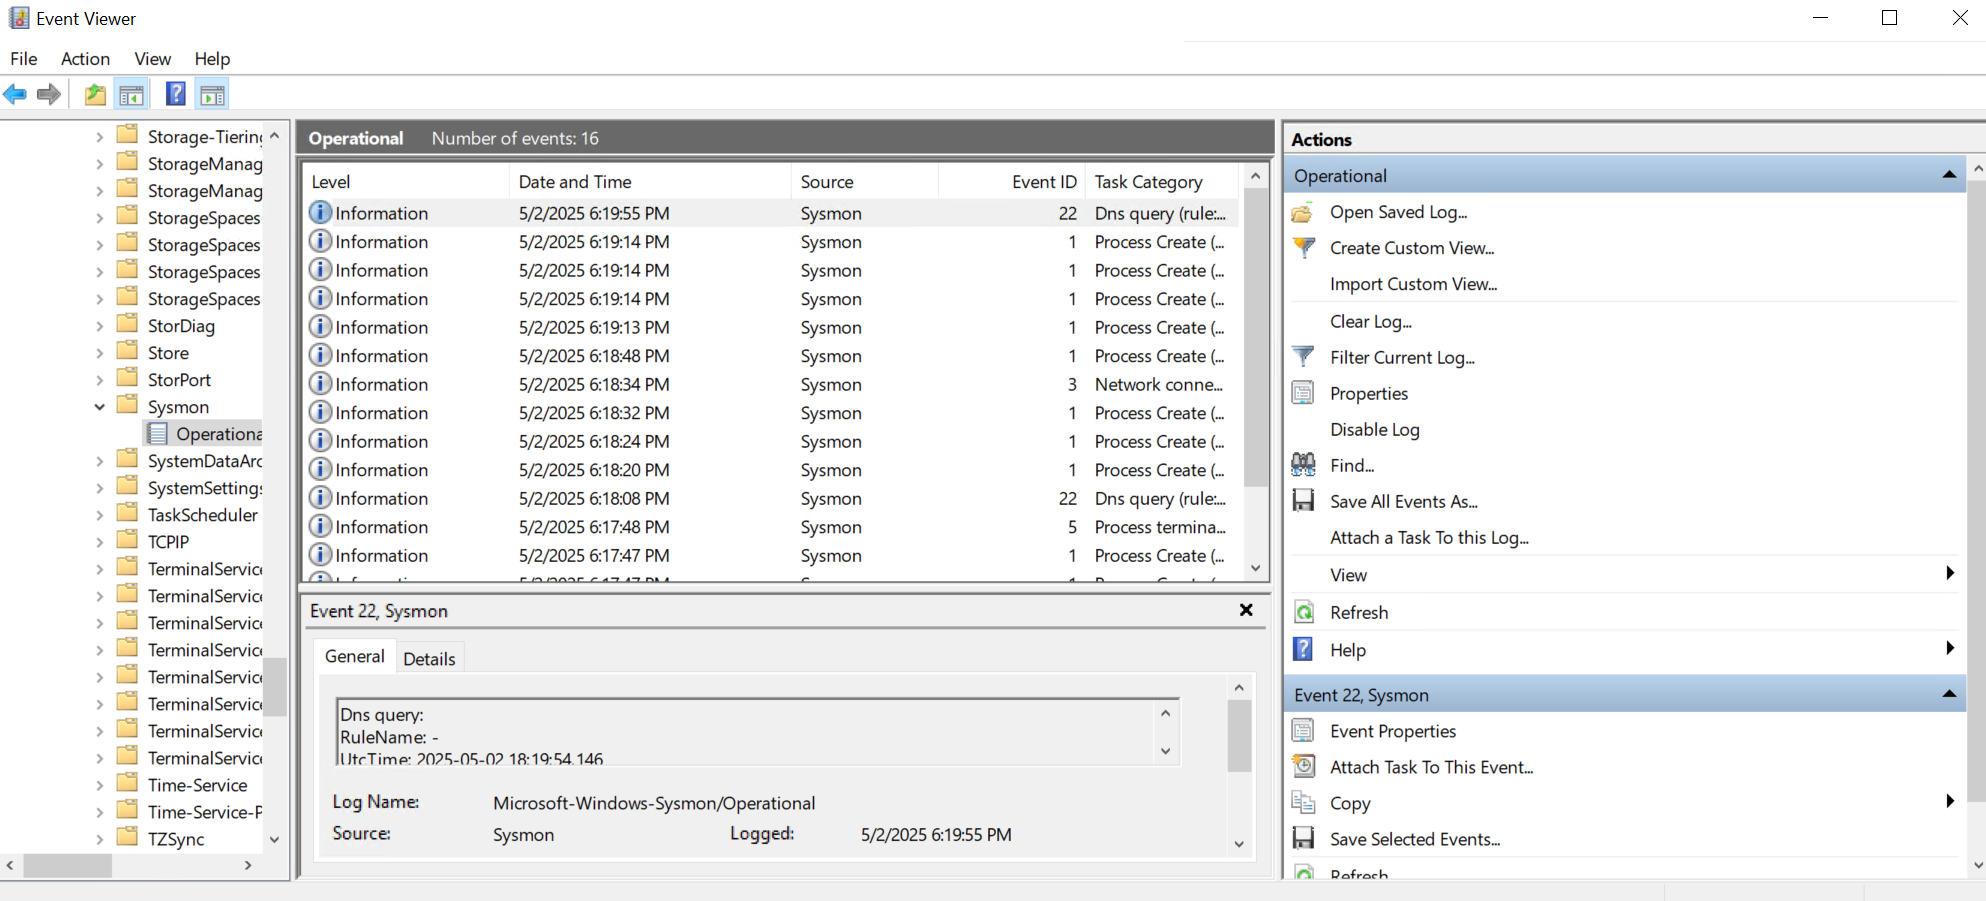 Event Viewer
File Action View Help
Storage-Tiering
StorageManag
StorageManag
StorageSpaces
StorageSpaces
StorageSpaces
StorageSpaces
StorDiag
Store
StorPort
Sysmon
Operationa
SystemDataArc
SystemSettings
TaskScheduler
TCPIP
TerminalService
TerminalService
TerminalService
TerminalService
TerminalService
TerminalService
TerminalService
TerminalService
Time-Service
Time-Service-P
TZSync
Operational Number of events: 16
Level Date and Time Source Event ID Task Category
Information 5/2/2025 6:19:55 PM Sysmon 22 Dns query (rule:...
Information 5/2/2025 6:19:14 PM Sysmon 1 Process Create (...
Information 5/2/2025 6:19:14 PM Sysmon 1 Process Create (...
Information 5/2/2025 6:19:14 PM Sysmon 1 Process Create (...
Information 5/2/2025 6:19:13 PM Sysmon 1 Process Create (...
Information 5/2/2025 6:18:48 PM Sysmon 1 Process Create (...
Information 5/2/2025 6:18:34 PM Sysmon 3 Network conne...
Information 5/2/2025 6:18:32 PM Sysmon 1 Process Create (...
Information 5/2/2025 6:18:24 PM Sysmon 1 Process Create (...
Information 5/2/2025 6:18:20 PM Sysmon 1 Process Create (...
Information 5/2/2025 6:18:08 PM Sysmon 22 Dns query (rule:...
Information 5/2/2025 6:17:48 PM Sysmon 5 Process termina...
Information 5/2/2025 6:17:47 PM Sysmon 1 Process Create (...
Event 22, Sysmon
General Details
Dns query:
RuleName: -
UtcTime: 2025-05-02 18:19:54.146
Log Name: Microsoft-Windows-Sysmon/Operational
Source: Sysmon Logged: 5/2/2025 6:19:55 PM
Actions
Operational
Open Saved Log...
Create Custom View...
Import Custom View...
Clear Log...
Filter Current Log...
Properties
Disable Log
Find...
Save All Events As...
Attach a Task To this Log...
View
Refresh
Help
Event 22, Sysmon
Event Properties
Attach Task To This Event...
Copy
Save Selected Events...
Refresh